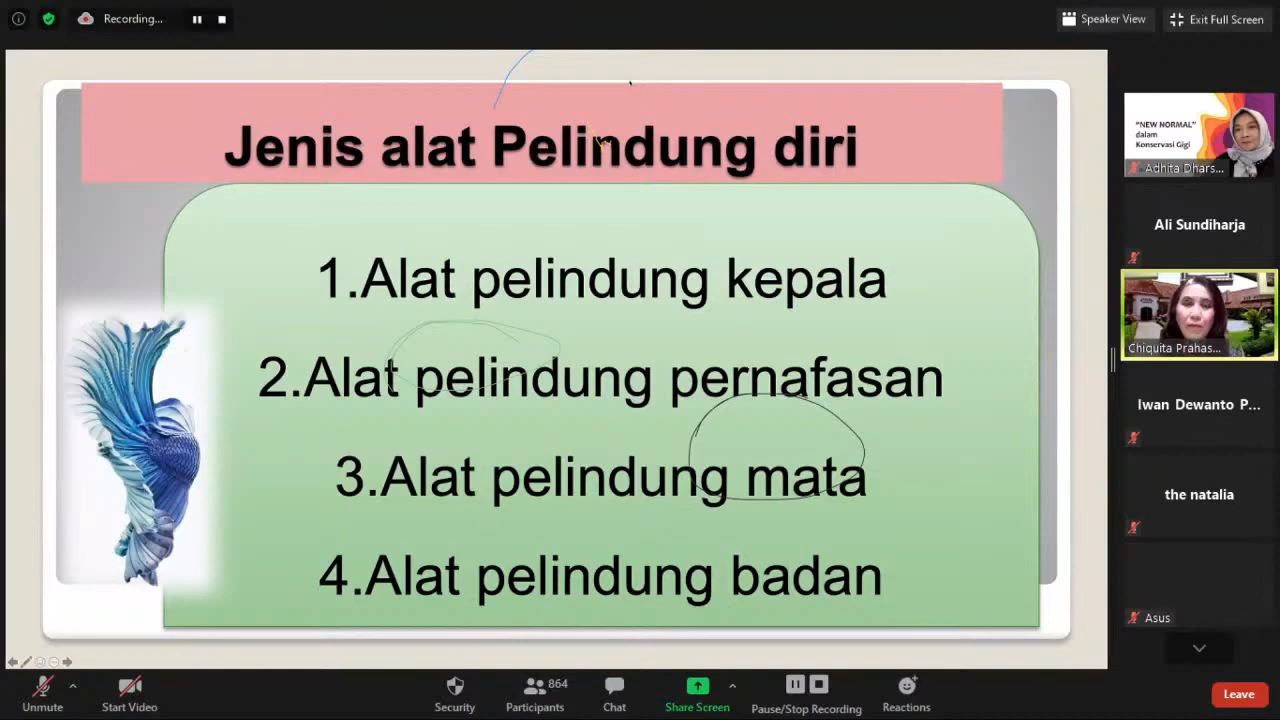 Recording...
Speaker View
Exit Full Screen
Jenis alat Pelindung diri
1.Alat pelindung kepala
2.Alat pelindung pernafasan
3.Alat pelindung mata
4.Alat pelindung badan
"NEW NORMAL"
dalam
Konservasi Gigi
Adhita Dhars...
Ali Sundiharja
Chiquita Prahas...
Iwan Dewanto P...
the natalia
Asus
Unmute
Start Video
Security
Participants
864
Chat
Share Screen
Pause/Stop Recording
Reactions
Leave